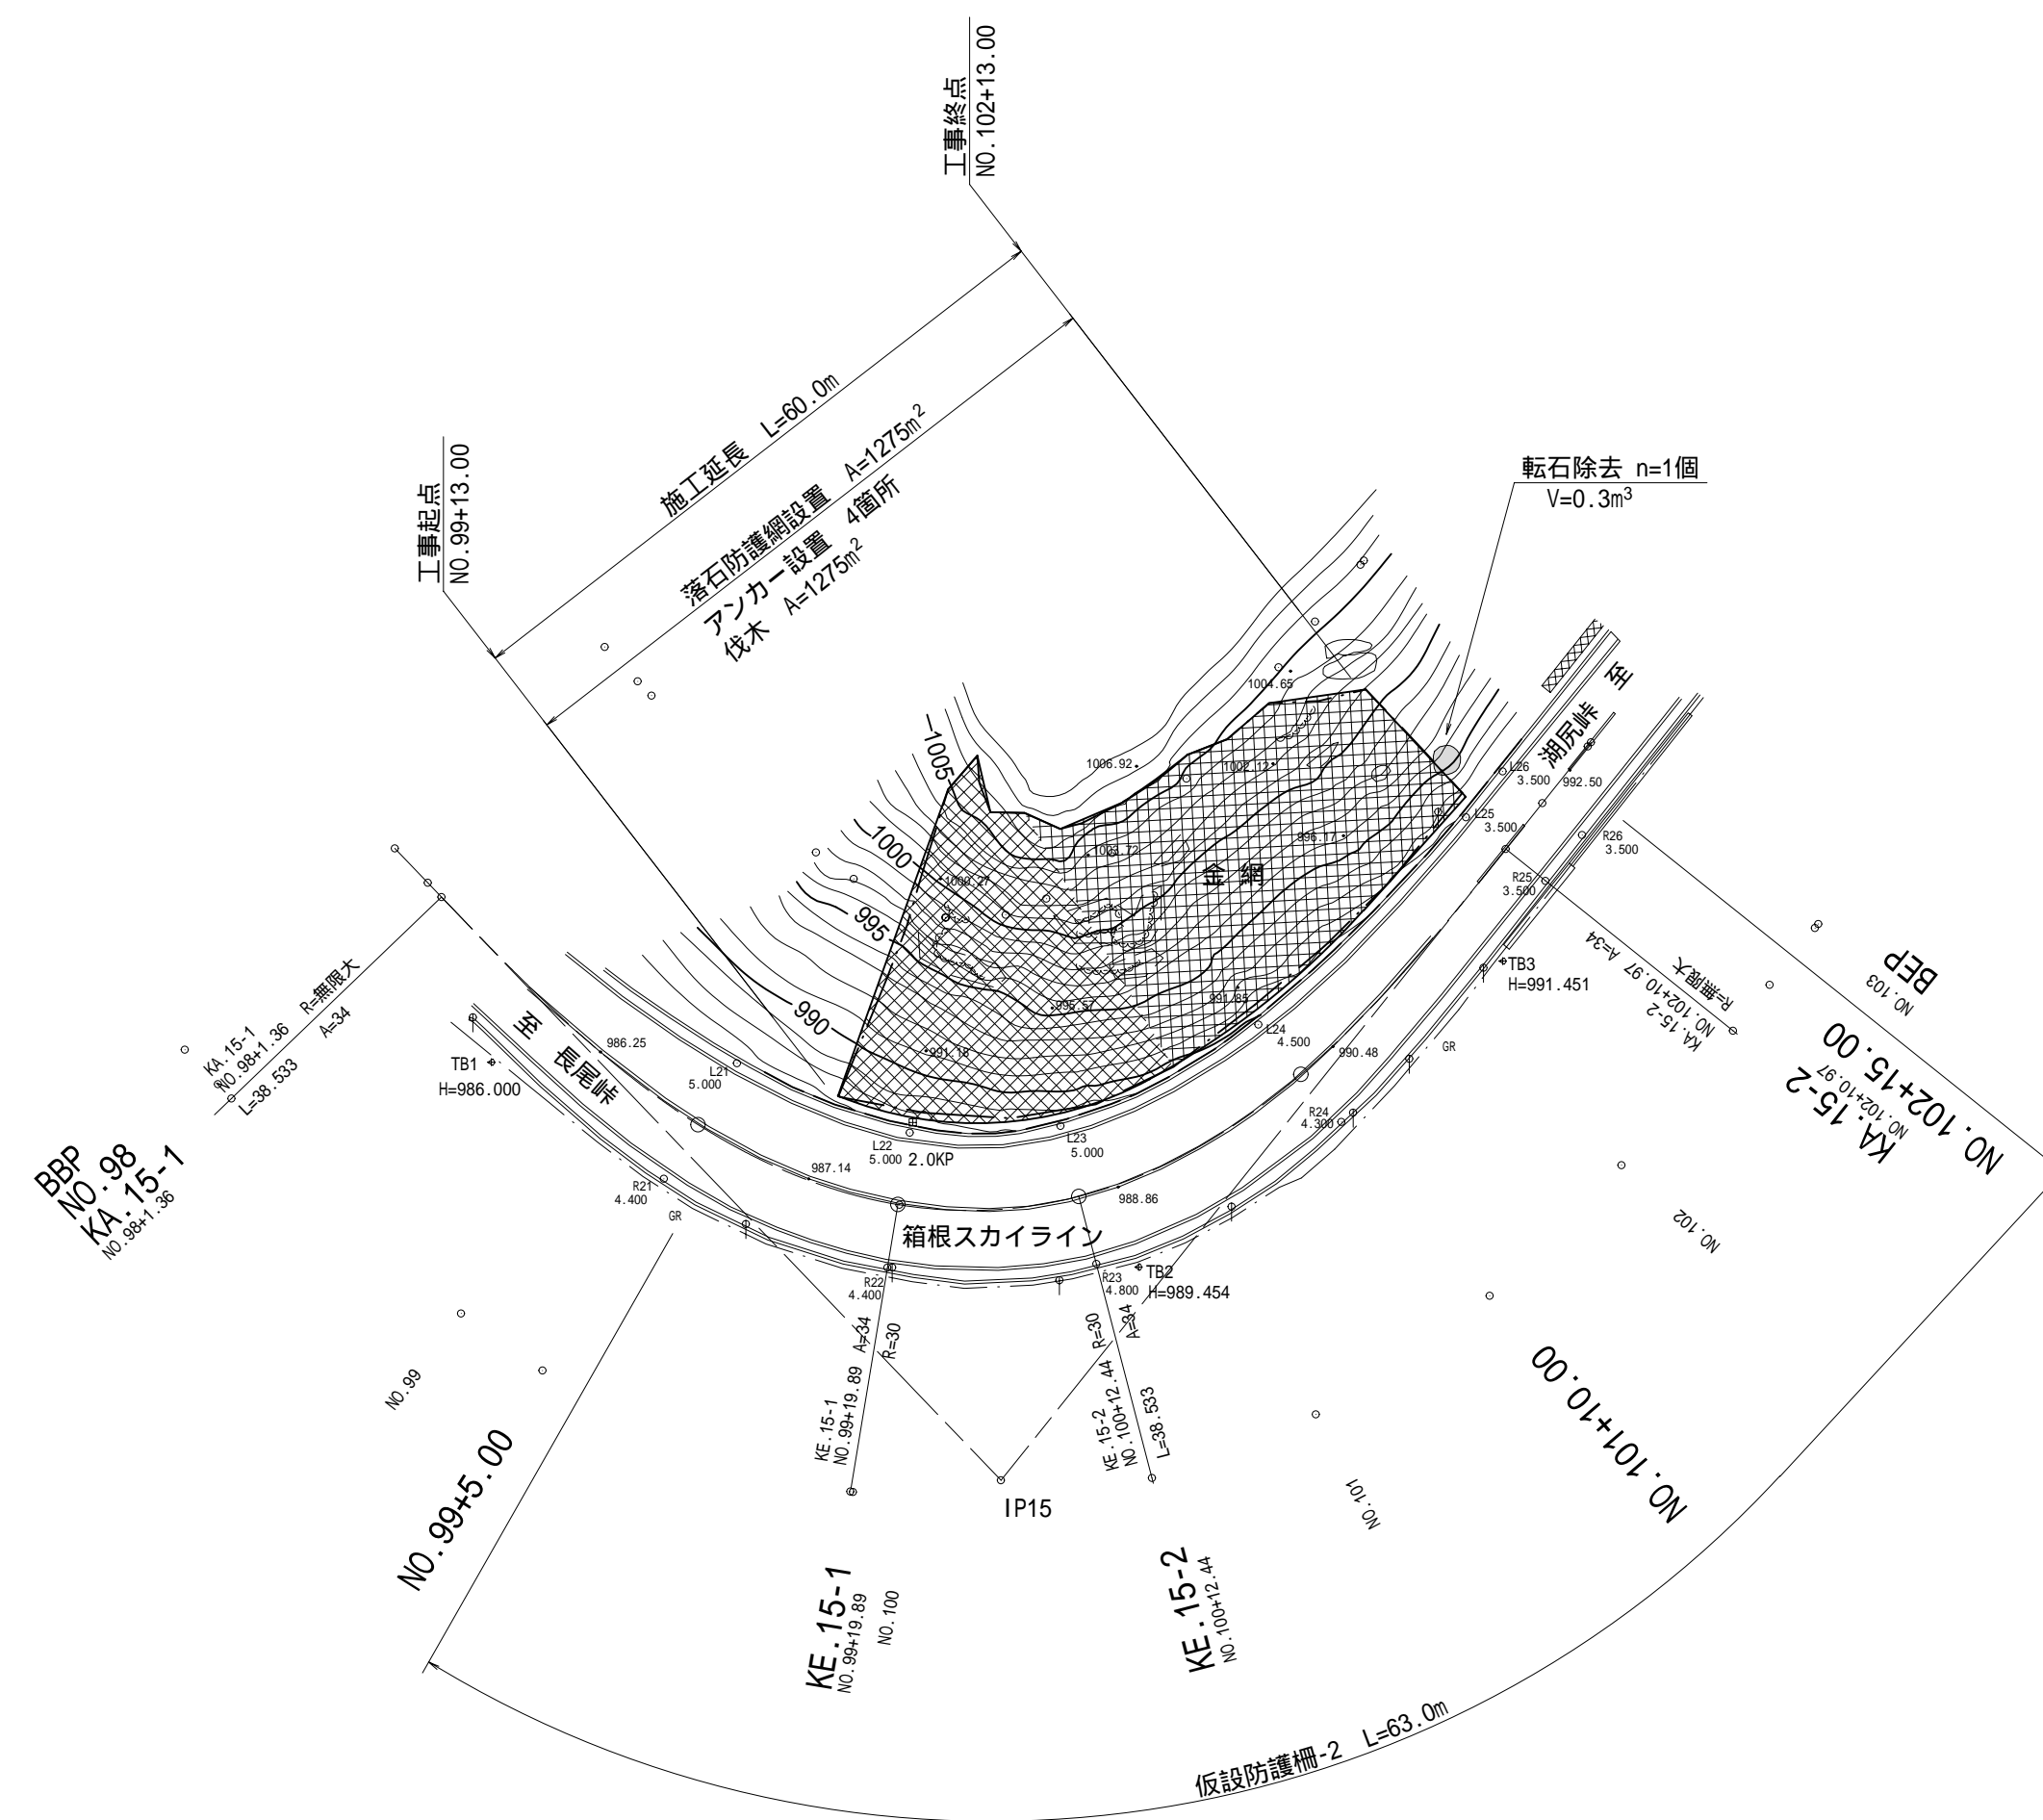 工事終点
NO.102+13.00
工事起点
NO.99+13.00
施工延長 L=60.0m
落石防護網設置 A=1275m²
アンカー設置 4箇所
伐木 A=1275m²
転石除去 n=1個
V=0.3m³
1005
1000
995
990
1004.65
1006.92
1002.12
1003.72
996.17
1000.27
995.57
991.85
991.18
金網
至 湖尻峠
L26
3.500
992.50
L25
3.500
R26
3.500
R25
3.500
TB3
H=991.451
A=34
R=無限大
KA.15-2
NO.102+10.97
BEP
NO.103
NO.102+15.00
KA.15-2
NO.102+10.97
NO.102
NO.101+10.00
NO.101
GR
990.48
L24
4.500
R24
4.300
L23
5.000
L22
5.000
2.0KP
L21
5.000
986.25
至 長尾峠
TB1
H=986.000
987.14
988.86
箱根スカイライン
R21
4.400
GR
R22
4.400
R23
4.800
TB2
H=989.454
KA.15-1
NO.98+1.36
R=無限大
L=38.533
A=34
BBP
NO.98
KA.15-1
NO.98+1.36
NO.99
NO.99+5.00
KE.15-1
NO.99+19.89
A=34
R=30
KE.15-2
NO.100+12.44
R=30
A=34
L=38.533
IP15
KE.15-1
NO.99+19.89
NO.100
KE.15-2
NO.100+12.44
仮設防護柵-2 L=63.0m